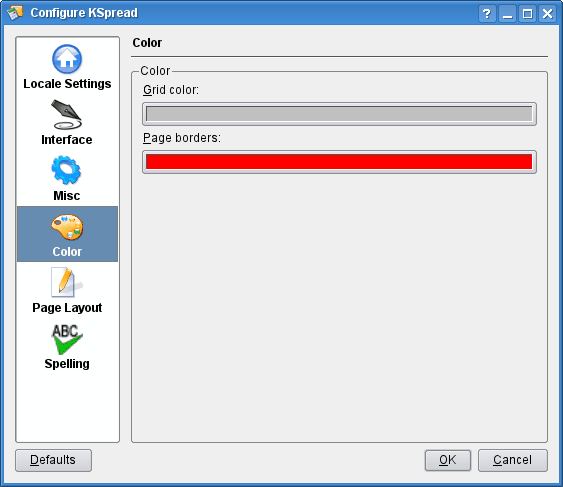 Configure KSpread
?
Color
Locale Settings
Interface
Misc
Color
Page Layout
ABC
Spelling
Color
Grid color:
Page borders:
Defaults
OK
Cancel